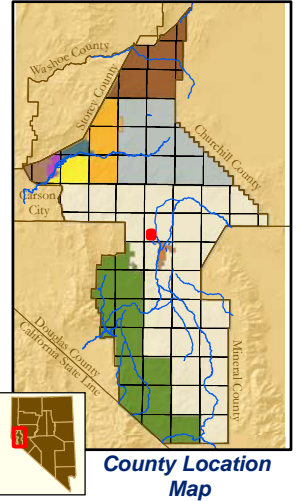 Washoe County
Storey County
Churchill County
Carson
City
Douglas County
California State Line
Mineral County
County Location
Map